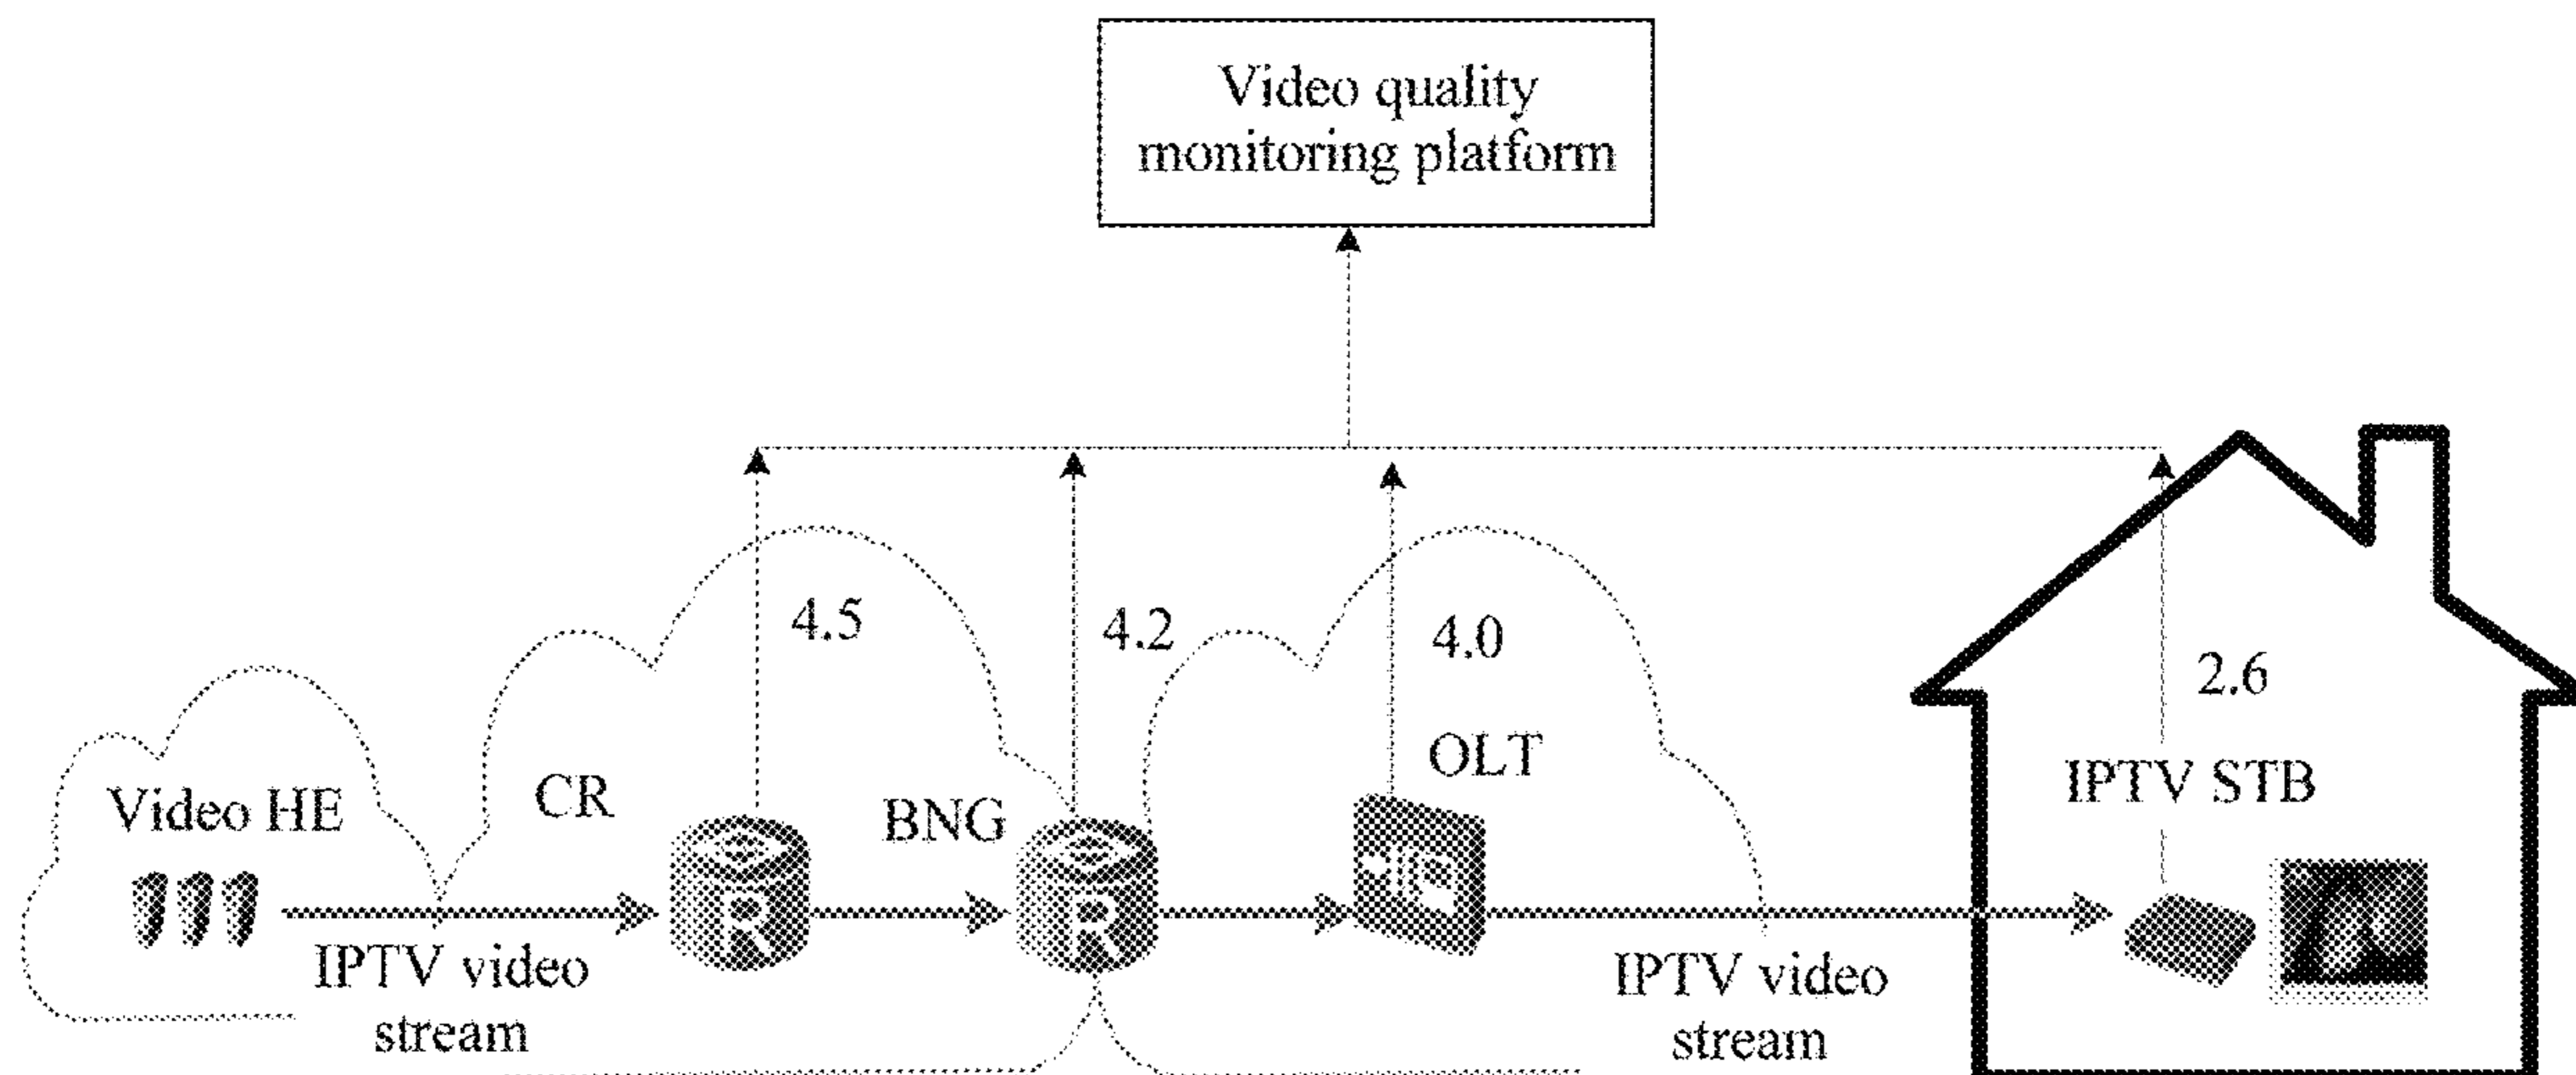 Video quality
monitoring platform
4.5
4.2
4.0
2.6
OLT
IPTV STB
CR
Video HE
BNG
R
R
IPTV video
stream
IPTV video
stream